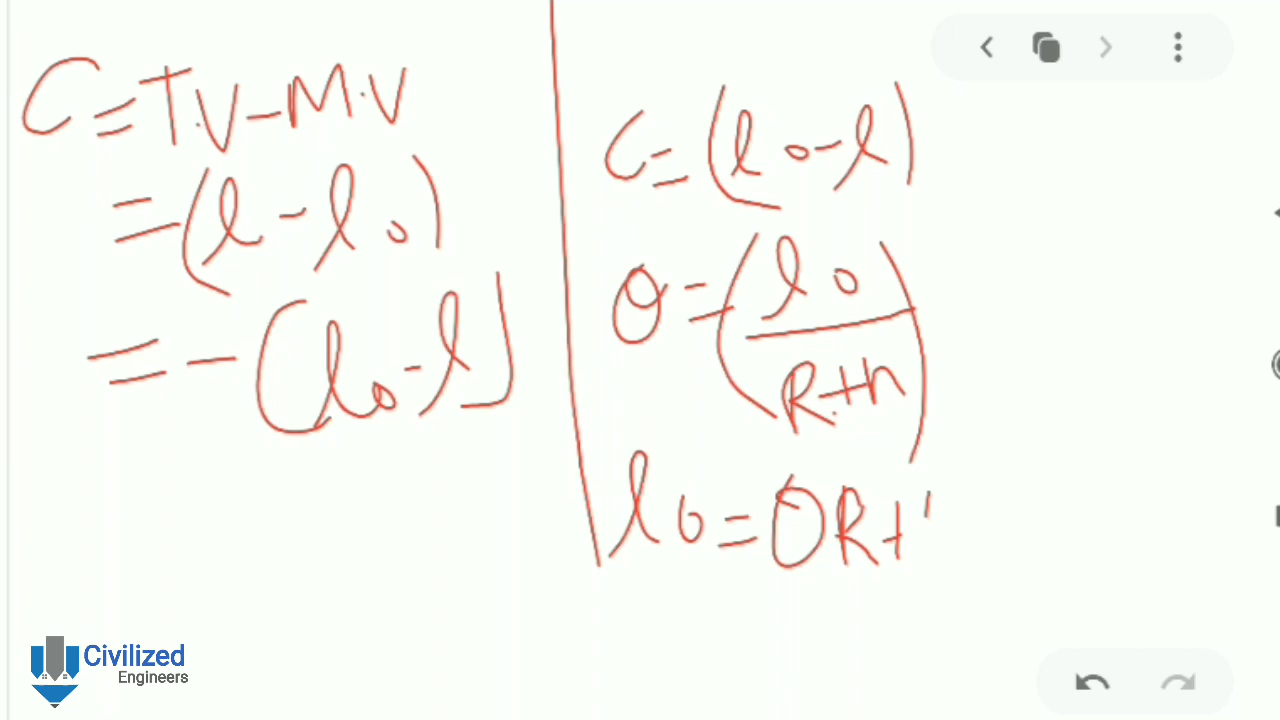 C = T.V - M.V
= (l - l0)
= - (l0 - l)
C = (l0 - l)
θ = (l0
R+h)
l0 = θR+
Civilized
Engineers